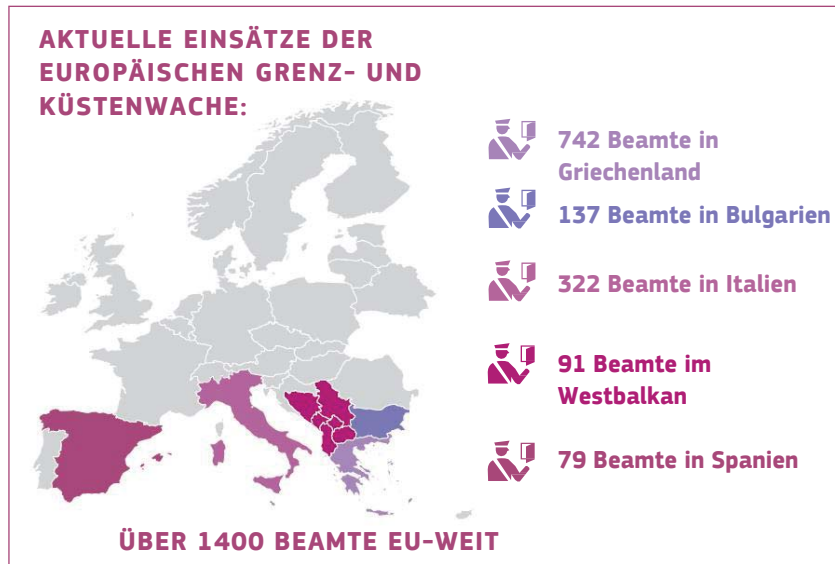 AKTUELLE EINSÄTZE DER
EUROPÄISCHEN GRENZ- UND
KÜSTENWACHE:
742 Beamte in
Griechenland
137 Beamte in Bulgarien
322 Beamte in Italien
91 Beamte im
Westbalkan
79 Beamte in Spanien
ÜBER 1400 BEAMTE EU-WEIT